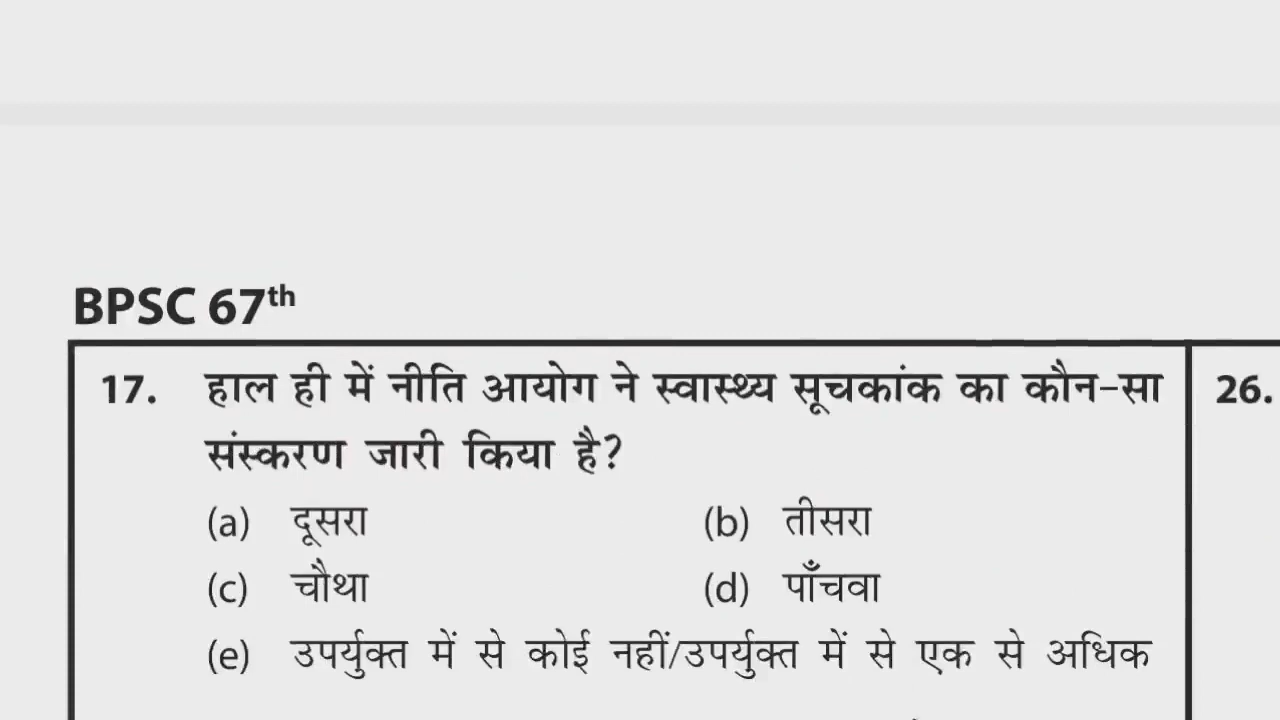 BPSC 67th
17. हाल ही में नीति आयोग ने स्वास्थ्य सूचकांक का कौन-सा
संस्करण जारी किया है?
(a) दूसरा (b) तीसरा
(c) चौथा (d) पाँचवा
(e) उपर्युक्त में से कोई नहीं/उपर्युक्त में से एक से अधिक
26.